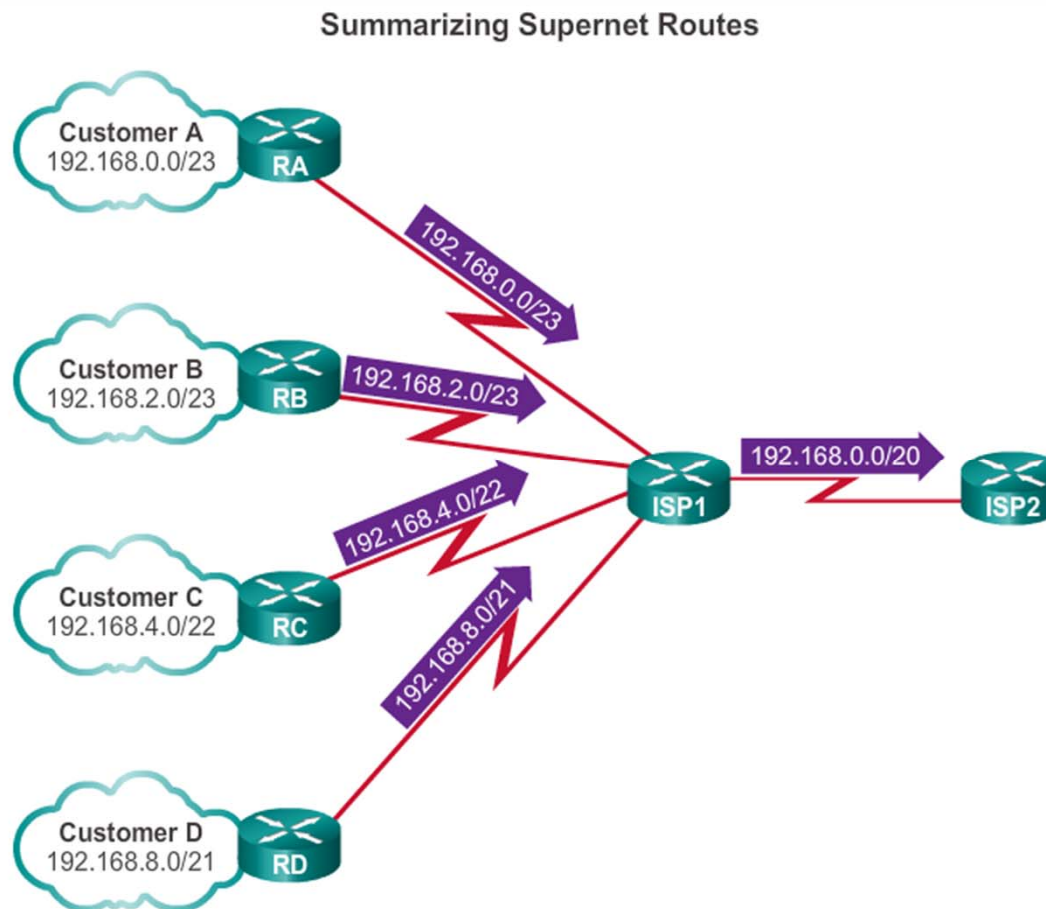 Summarizing Supernet Routes
Customer A
192.168.0.0/23
RA
192.168.0.0/23
Customer B
192.168.2.0/23
RB
192.168.2.0/23
192.168.0.0/20
ISP1
ISP2
192.168.4.0/22
Customer C
192.168.4.0/22
RC
192.168.8.0/21
Customer D
192.168.8.0/21
RD